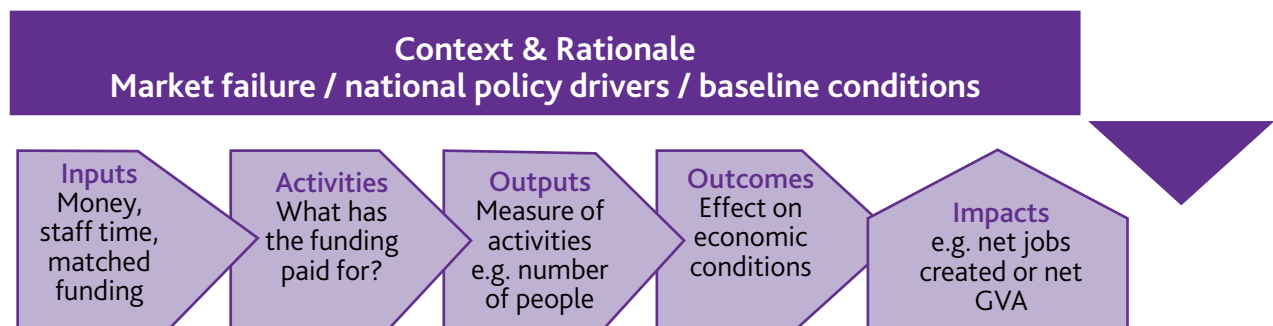 Context & Rationale
Market failure / national policy drivers / baseline conditions
Inputs
Money,
staff time,
matched
funding
Activities
What has
the funding
paid for?
Outputs
Measure of
activities
e.g. number
of people
Outcomes
Effect on
economic
conditions
Impacts
e.g. net jobs
created or net
GVA